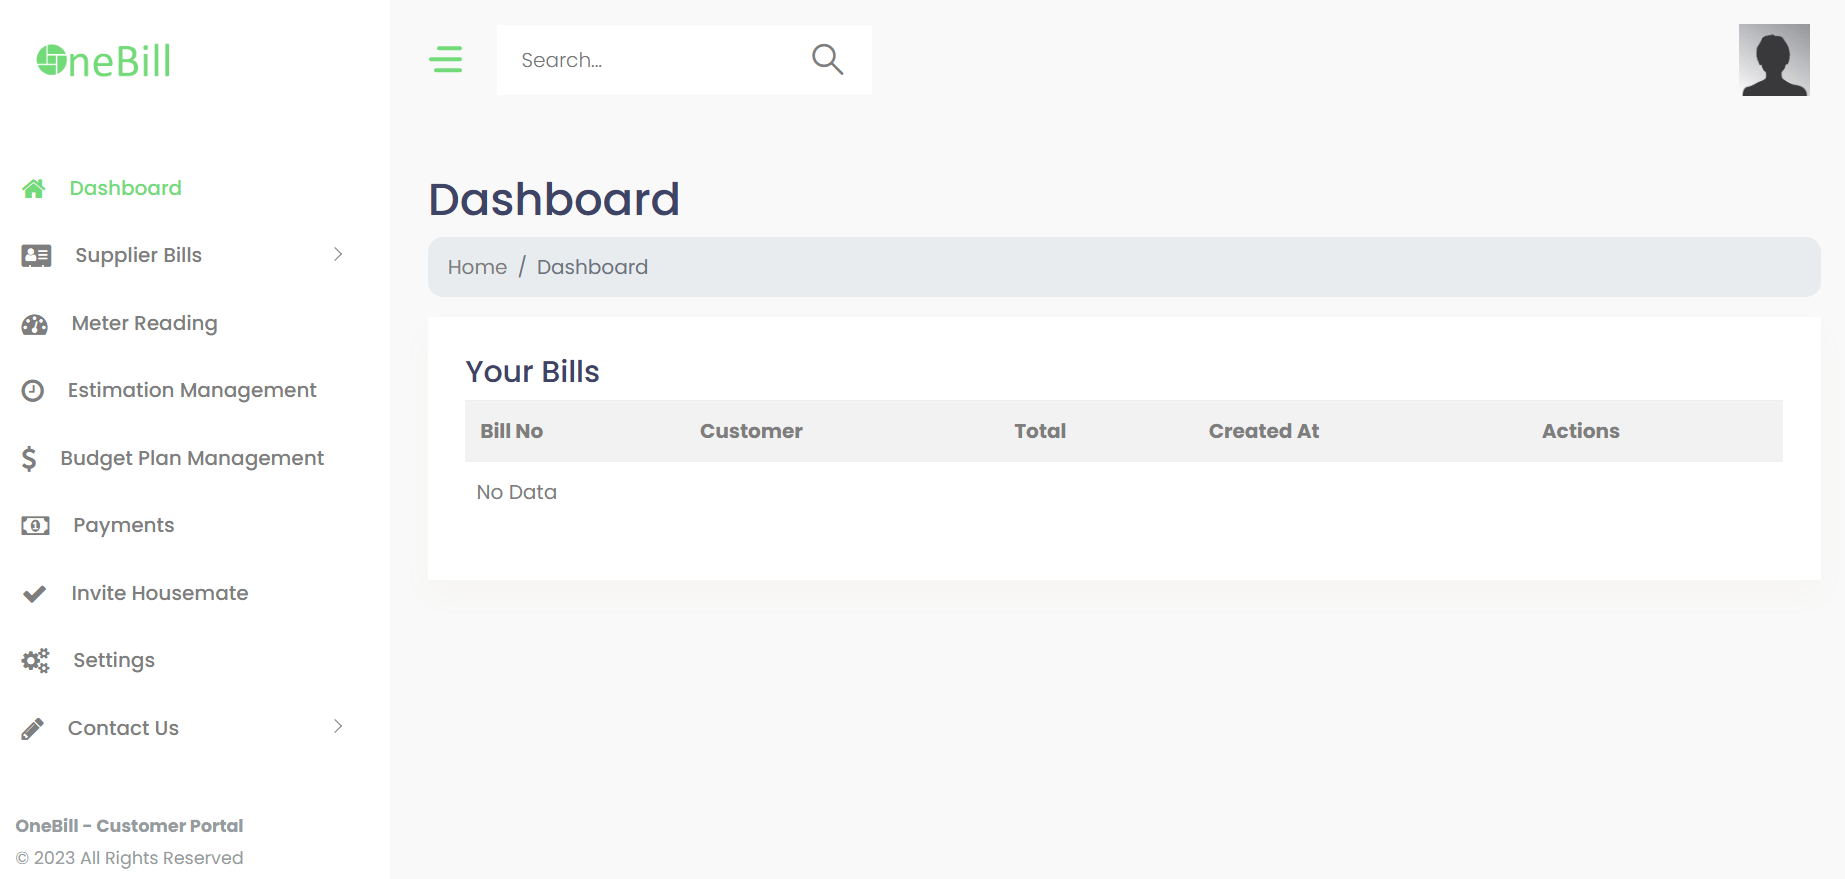 OneBill
Search...
Dashboard
Supplier Bills
Meter Reading
Estimation Management
Budget Plan Management
Payments
Invite Housemate
Settings
Contact Us
OneBill - Customer Portal
© 2023 All Rights Reserved
Dashboard
Home / Dashboard
Your Bills
Bill No Customer Total Created At Actions
No Data